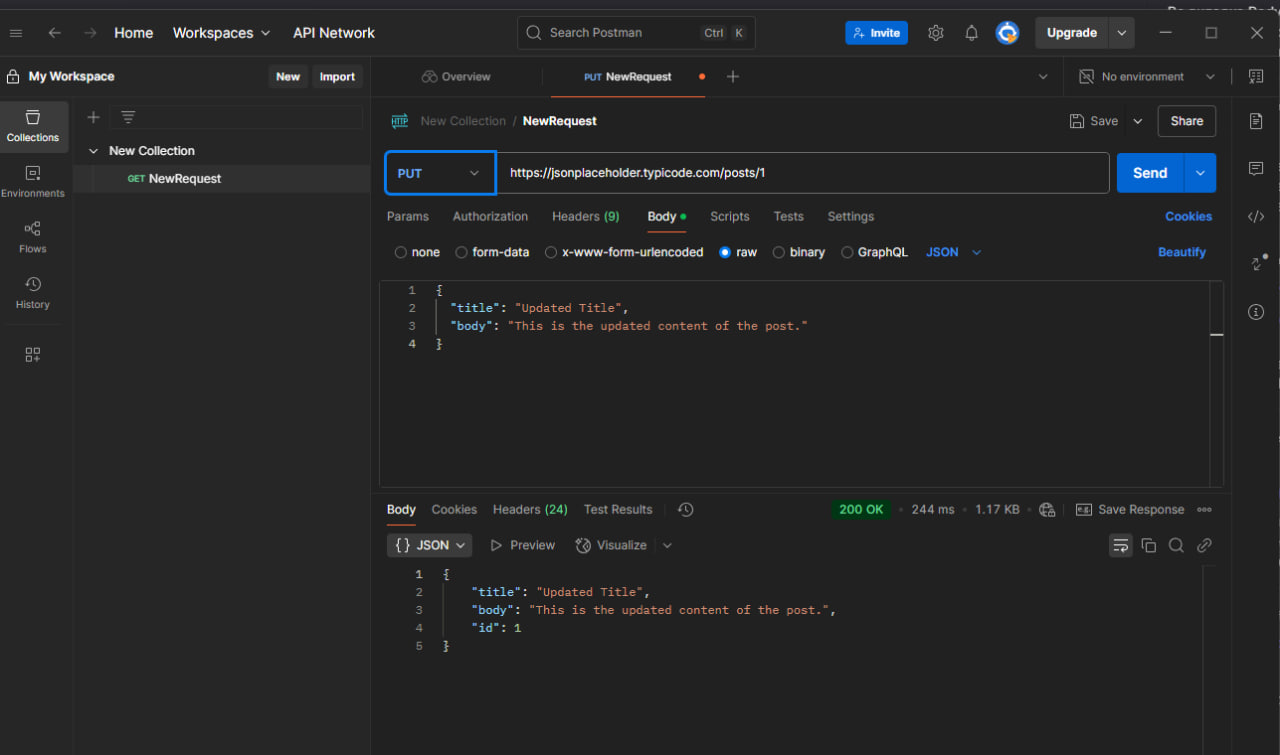 Home Workspaces API Network Search Postman Ctrl K Invite Upgrade
My Workspace New Import Overview PUT NewRequest No environment
Collections
Environments
Flows
History
New Collection
GET NewRequest
HTTP New Collection / NewRequest Save Share
PUT https://jsonplaceholder.typicode.com/posts/1 Send
Params Authorization Headers (9) Body Scripts Tests Settings Cookies
none form-data x-www-form-urlencoded raw binary GraphQL JSON Beautify
1 {
2 "title": "Updated Title",
3 "body": "This is the updated content of the post."
4 }
Body Cookies Headers (24) Test Results 200 OK • 244 ms • 1.17 KB • e.g. Save Response
{} JSON Preview Visualize
1 {
2 "title": "Updated Title",
3 "body": "This is the updated content of the post.",
4 "id": 1
5 }